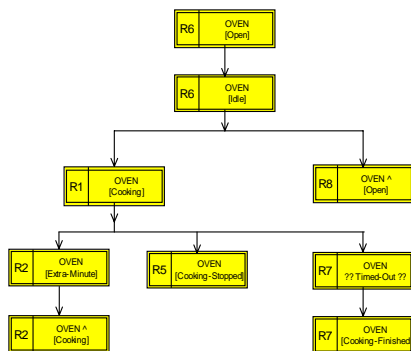 R6 OVEN
[Open]
R6 OVEN
[Idle]
R1 OVEN
[Cooking]
R8 OVEN ^
[Open]
R2 OVEN
[Extra-Minute]
R5 OVEN
[Cooking-Stopped]
R7 OVEN
?? Timed-Out ??
R2 OVEN ^
[Cooking]
R7 OVEN
[Cooking-Finished]